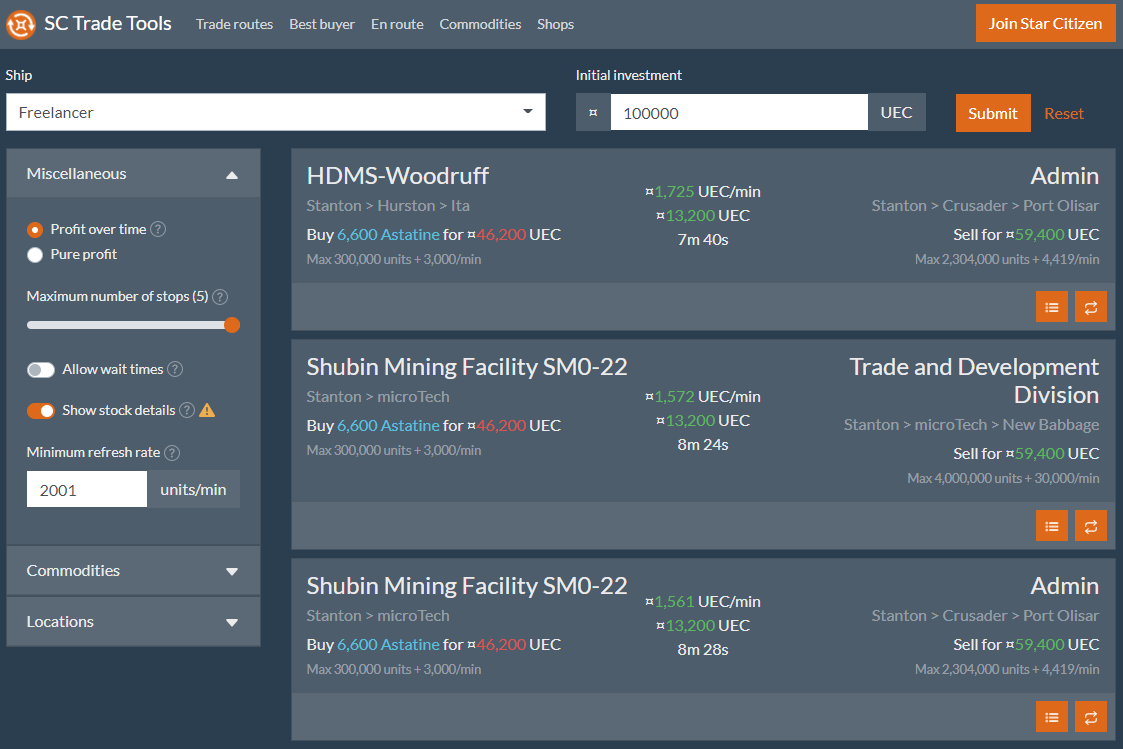 SC Trade Tools
Trade routes
Best buyer
En route
Commodities
Shops
Join Star Citizen
Ship
Freelancer
Initial investment
¤
100000
UEC
Submit
Reset
Miscellaneous
Profit over time ?
Pure profit
Maximum number of stops (5) ?
Allow wait times ?
Show stock details ?
Minimum refresh rate ?
2001
units/min
Commodities
Locations
HDMS-Woodruff
Stanton > Hurston > Ita
Buy 6,600 Astatine for ¤46,200 UEC
Max 300,000 units + 3,000/min
¤1,725 UEC/min
¤13,200 UEC
7m 40s
Admin
Stanton > Crusader > Port Olisar
Sell for ¤59,400 UEC
Max 2,304,000 units + 4,419/min
Shubin Mining Facility SM0-22
Stanton > microTech
Buy 6,600 Astatine for ¤46,200 UEC
Max 300,000 units + 3,000/min
¤1,572 UEC/min
¤13,200 UEC
8m 24s
Trade and Development
Division
Stanton > microTech > New Babbage
Sell for ¤59,400 UEC
Max 4,000,000 units + 30,000/min
Shubin Mining Facility SM0-22
Stanton > microTech
Buy 6,600 Astatine for ¤46,200 UEC
Max 300,000 units + 3,000/min
¤1,561 UEC/min
¤13,200 UEC
8m 28s
Admin
Stanton > Crusader > Port Olisar
Sell for ¤59,400 UEC
Max 2,304,000 units + 4,419/min